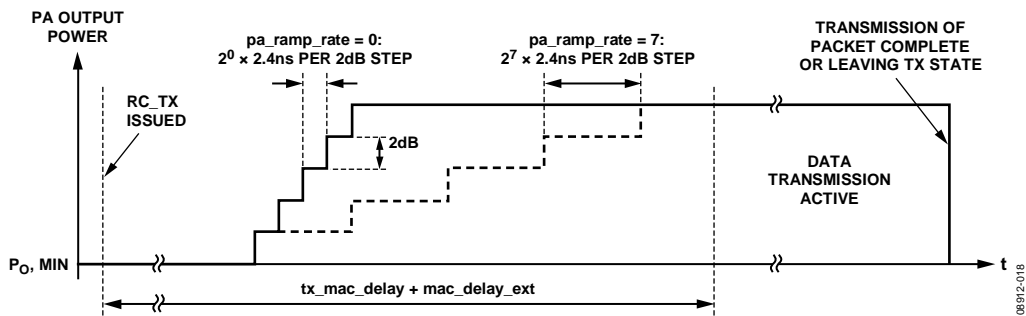 PA OUTPUT
POWER
pa_ramp_rate = 0:
2⁰ × 2.4ns PER 2dB STEP
pa_ramp_rate = 7:
2⁷ × 2.4ns PER 2dB STEP
TRANSMISSION OF
PACKET COMPLETE
OR LEAVING TX STATE
RC_TX
ISSUED
2dB
DATA
TRANSMISSION
ACTIVE
P_O, MIN
t
tx_mac_delay + mac_delay_ext
08912-018